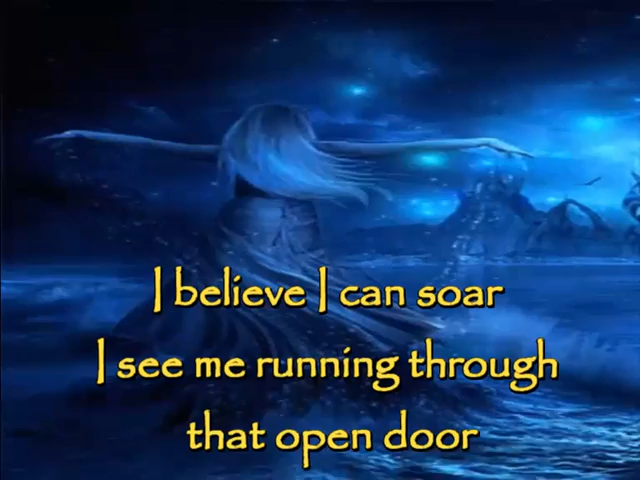 I believe I can soar
I see me running through
that open door